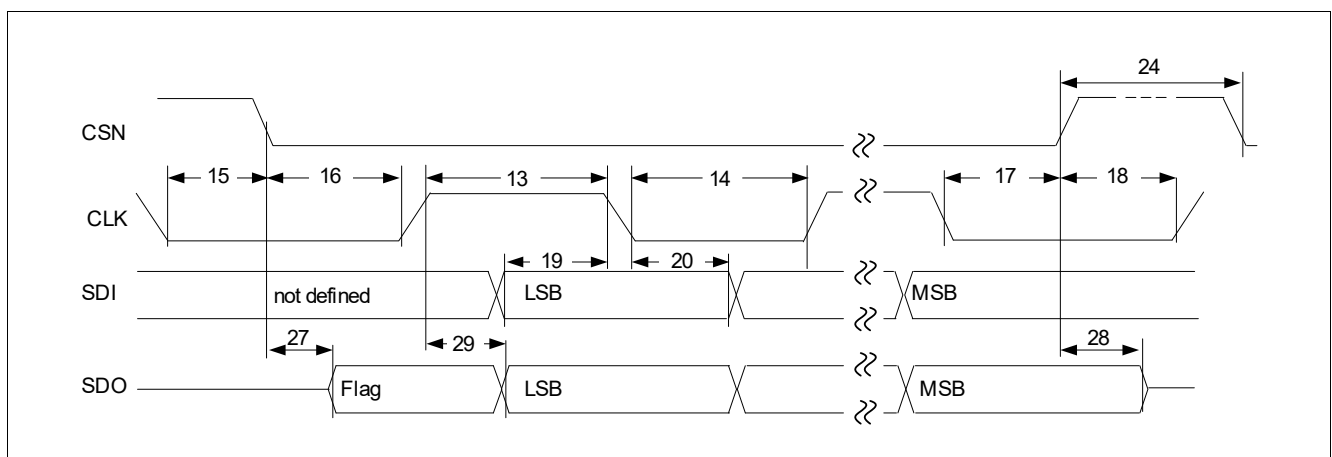 24
CSN
15 16 13 14 17 18
CLK
19 20
SDI not defined LSB MSB
27 29 28
SDO Flag LSB MSB